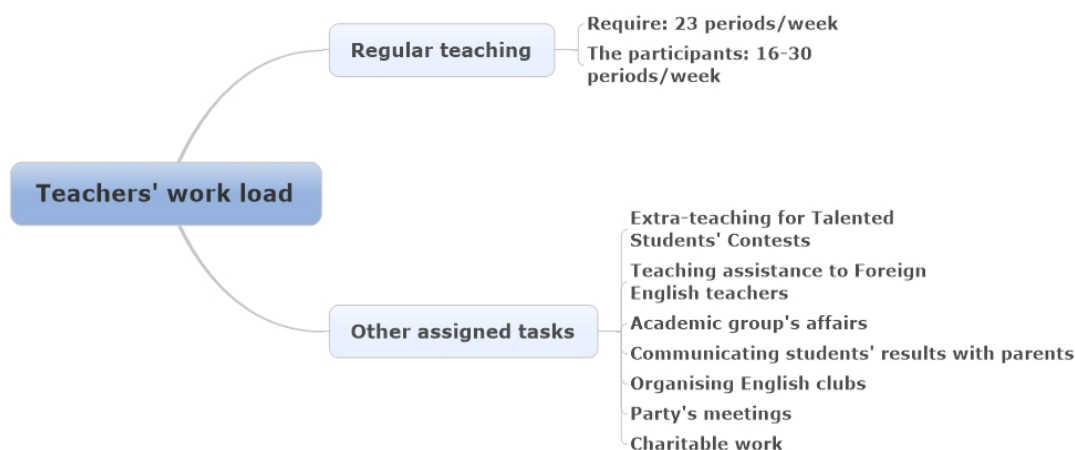 Teachers' work load
Regular teaching
Require: 23 periods/week
The participants: 16-30
periods/week
Other assigned tasks
Extra-teaching for Talented
Students' Contests
Teaching assistance to Foreign
English teachers
Academic group's affairs
Communicating students' results with parents
Organising English clubs
Party's meetings
Charitable work